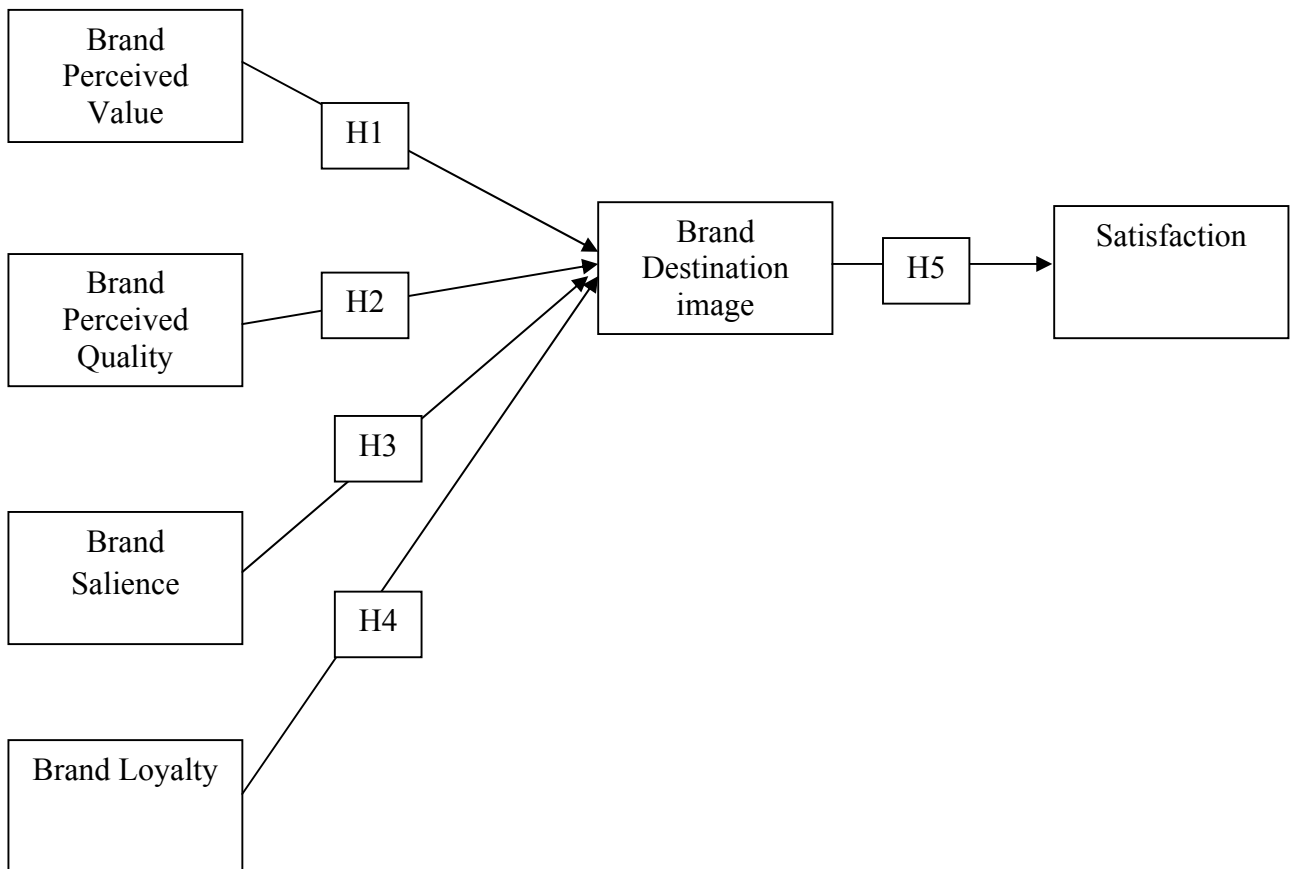 Brand
Perceived
Value
H1
Brand
Perceived
Quality
H2
H3
Brand
Salience
H4
Brand Loyalty
Brand
Destination
image
H5
Satisfaction